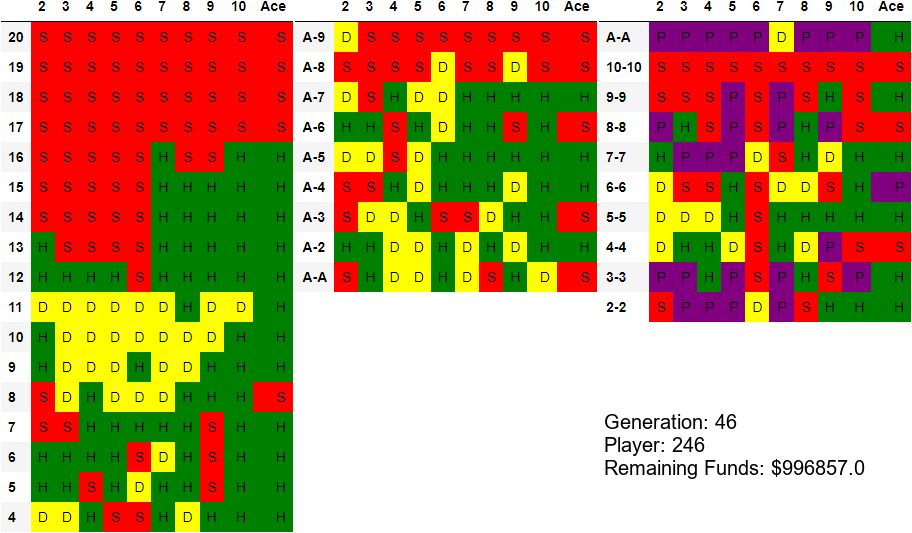 2 3 4 5 6 7 8 9 10 Ace
20 S S S S S S S S S S
19 S S S S S S S S S S
18 S S S S S S S S S S
17 S S S S S S S S S S
16 S S S S S H S S H H
15 S S S S S H H H H H
14 S S S S S H H H H H
13 H S S S S H H H H H
12 H H H H S H H H H H
11 D D D D D D H D D H
10 H D D D D D D D H H
9 H D D D H D D H H H
8 S D H D D D H H H S
7 S S H H H H H S H H
6 H H H H S D H S H H
5 H H S H D H H S H H
4 D D H S S H D H H H
2 3 4 5 6 7 8 9 10 Ace
A-9 D S S S S S S S S S
A-8 S S S S D S S D S S
A-7 D S H D D H H H H H
A-6 H H S H D H H S H S
A-5 D D S D H H H H H H
A-4 S S H D H H H D H H
A-3 S D D H S S D H H S
A-2 H H D D H D H D H H
A-A S H D D H D S H D S
2 3 4 5 6 7 8 9 10 Ace
A-A P P P P P D P P P H
10-10 S S S S S S S S S S
9-9 S S S P S P S H S H
8-8 P H S P S P H P S S
7-7 H P P P D S H D H H
6-6 D S S H S D D S H P
5-5 D D D H S H H H H H
4-4 D H H D S H D P S S
3-3 P P H P S P H S P H
2-2 S P P P D P S H H H
Generation: 46
Player: 246
Remaining Funds: $996857.0